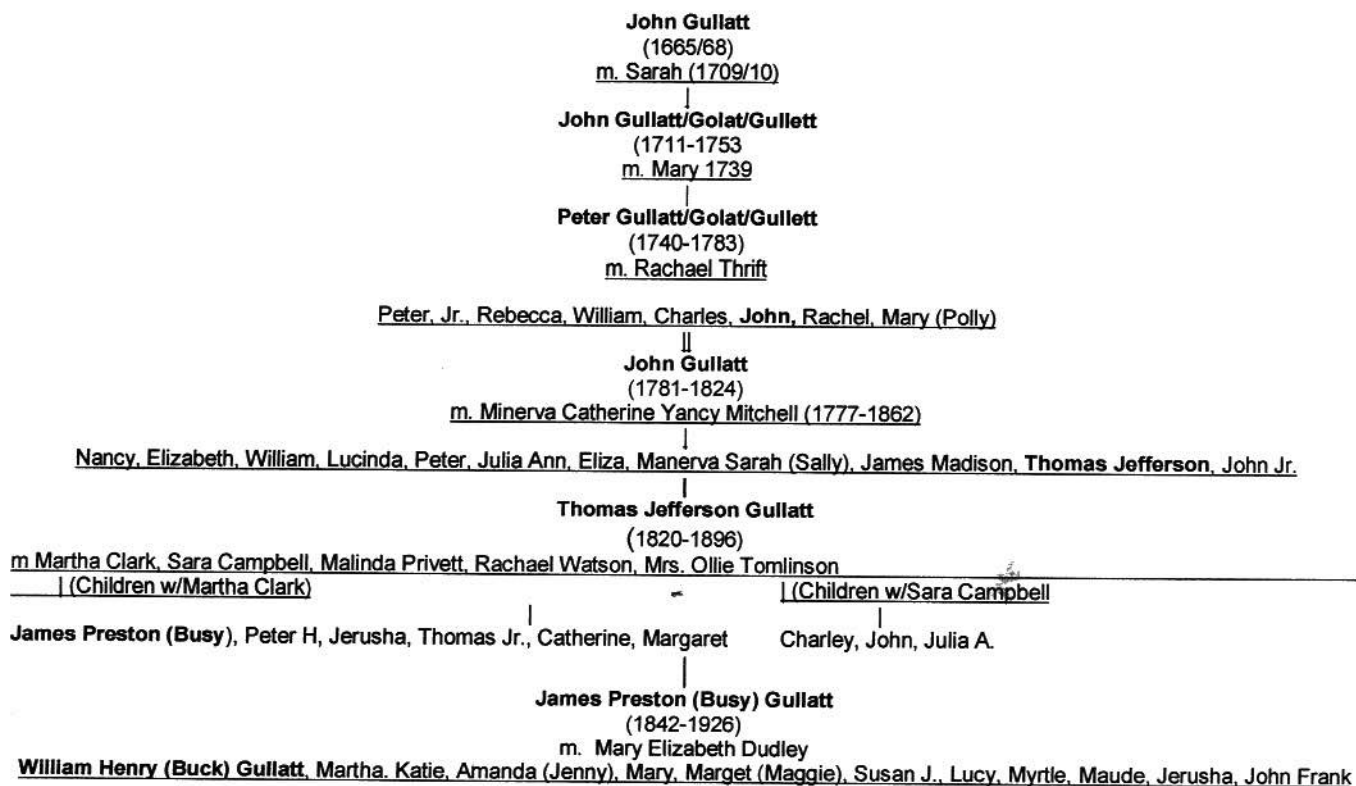 John Gullatt
(1665/68)
m. Sarah (1709/10)
John Gullatt/Golat/Gullett
(1711-1753
m. Mary 1739
Peter Gullatt/Golat/Gullett
(1740-1783)
m. Rachael Thrift
Peter, Jr., Rebecca, William, Charles, John, Rachel, Mary (Polly)
John Gullatt
(1781-1824)
m. Minerva Catherine Yancy Mitchell (1777-1862)
Nancy, Elizabeth, William, Lucinda, Peter, Julia Ann, Eliza, Manerva Sarah (Sally), James Madison, Thomas Jefferson, John Jr.
Thomas Jefferson Gullatt
(1820-1896)
m Martha Clark, Sara Campbell, Malinda Privett, Rachael Watson, Mrs. Ollie Tomlinson
(Children w/Martha Clark) (Children w/Sara Campbell
James Preston (Busy), Peter H, Jerusha, Thomas Jr., Catherine, Margaret Charley, John, Julia A.
James Preston (Busy) Gullatt
(1842-1926)
m. Mary Elizabeth Dudley
William Henry (Buck) Gullatt, Martha. Katie, Amanda (Jenny), Mary, Marget (Maggie), Susan J., Lucy, Myrtle, Maude, Jerusha, John Frank